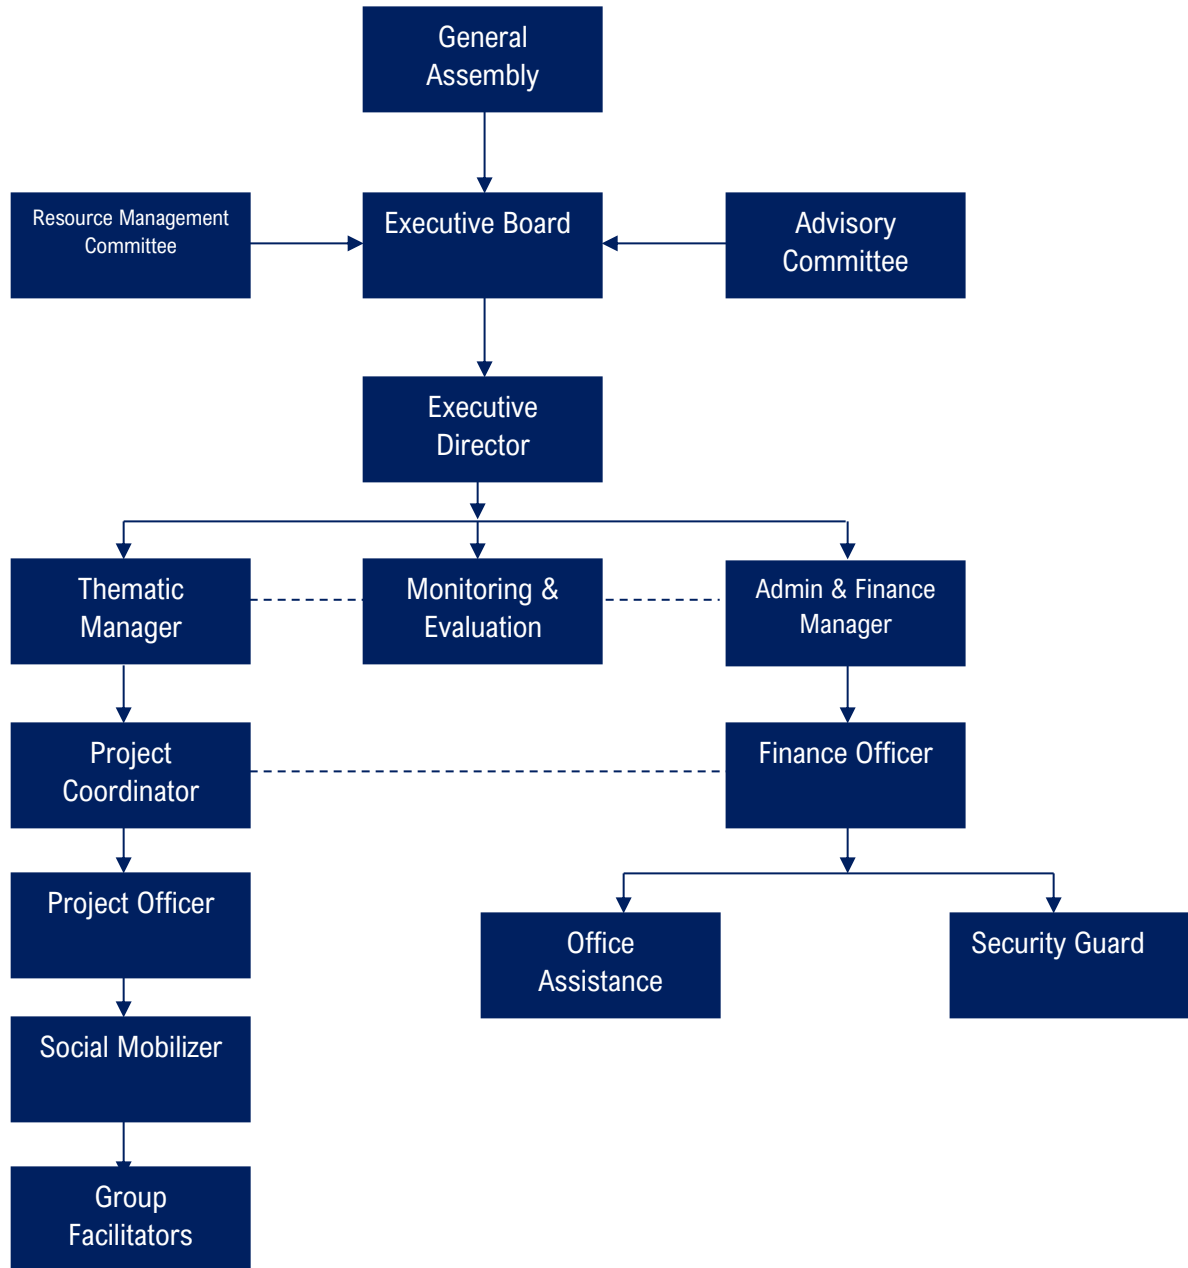 General
Assembly
Resource Management
Committee
Executive Board
Advisory
Committee
Executive
Director
Thematic
Manager
Monitoring &
Evaluation
Admin & Finance
Manager
Project
Coordinator
Finance Officer
Project Officer
Office
Assistance
Security Guard
Social Mobilizer
Group
Facilitators